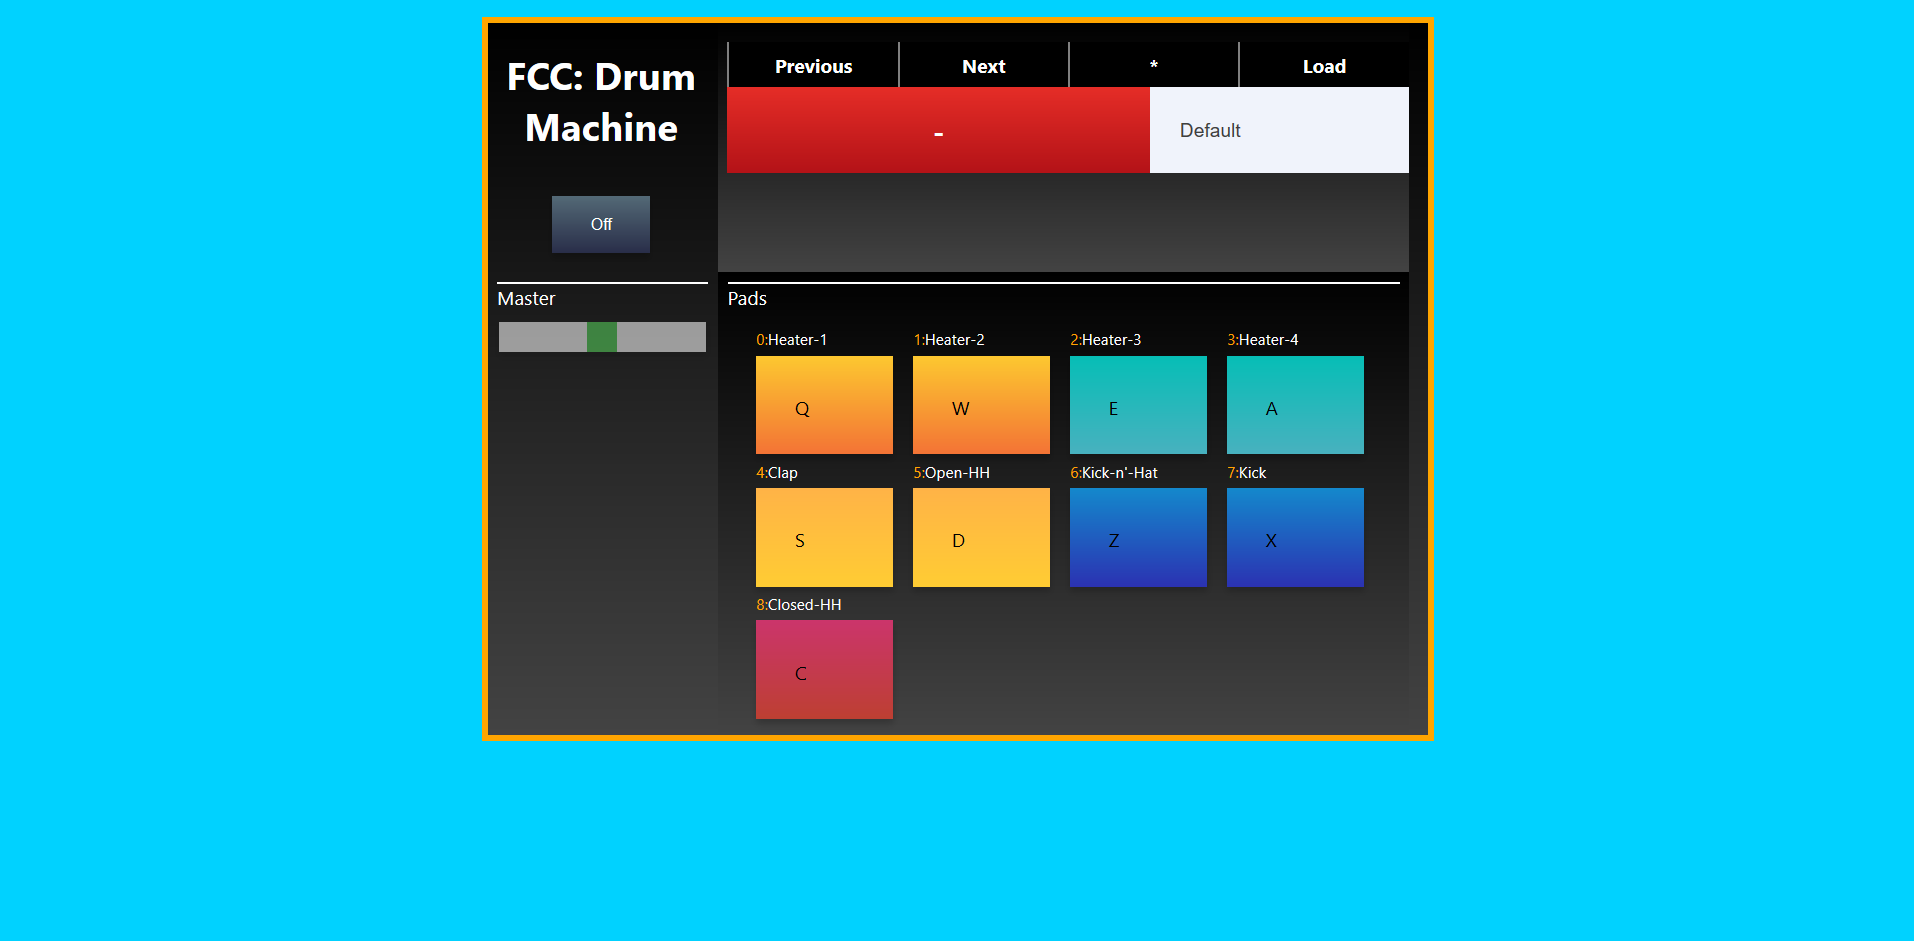 FCC: Drum
Machine
Off
Previous Next * Load
- Default
Master
Pads
0:Heater-1 1:Heater-2 2:Heater-3 3:Heater-4
Q W E A
4:Clap 5:Open-HH 6:Kick-n'-Hat 7:Kick
S D Z X
8:Closed-HH
C